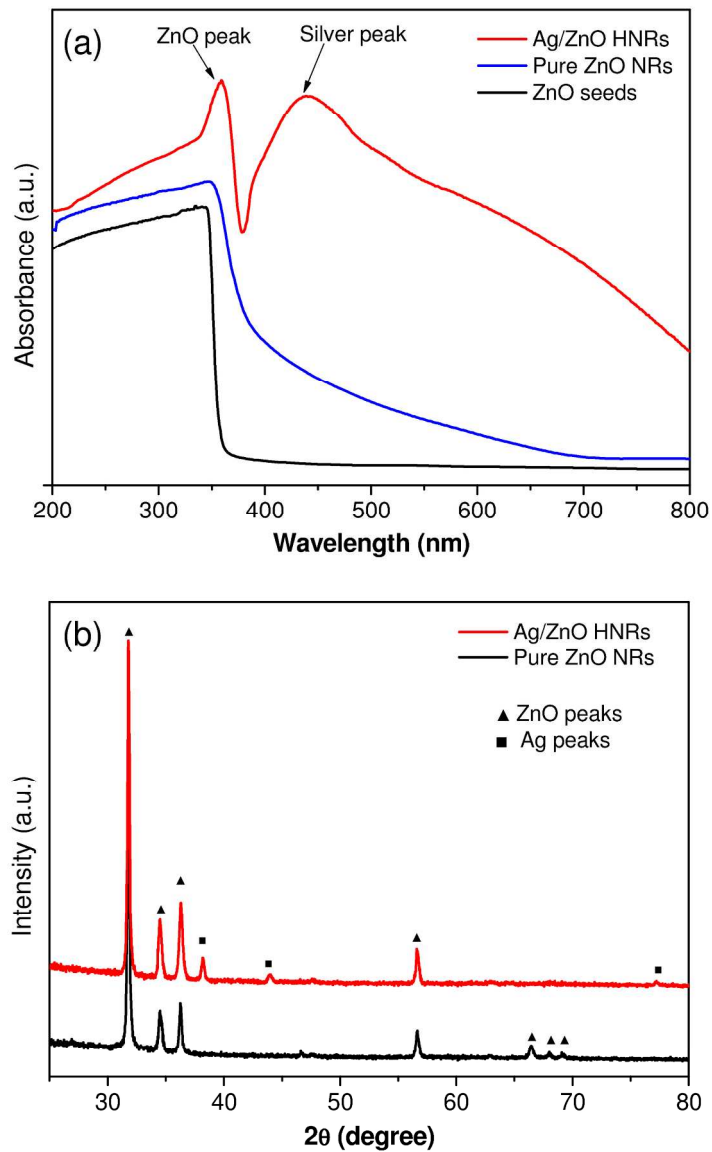 (a)
ZnO peak
Silver peak
Ag/ZnO HNRs
Pure ZnO NRs
ZnO seeds
Absorbance (a.u.)
200 300 400 500 600 700 800
Wavelength (nm)
(b)
Ag/ZnO HNRs
Pure ZnO NRs
▲ ZnO peaks
■ Ag peaks
Intensity (a.u.)
30 40 50 60 70 80
2θ (degree)